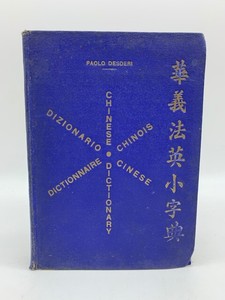 PAOLO DESDERI
CHINESE • DICTIONARY
DIZIONARIO CINESE
DICTIONNAIRE CHINOIS
華義法英小字典